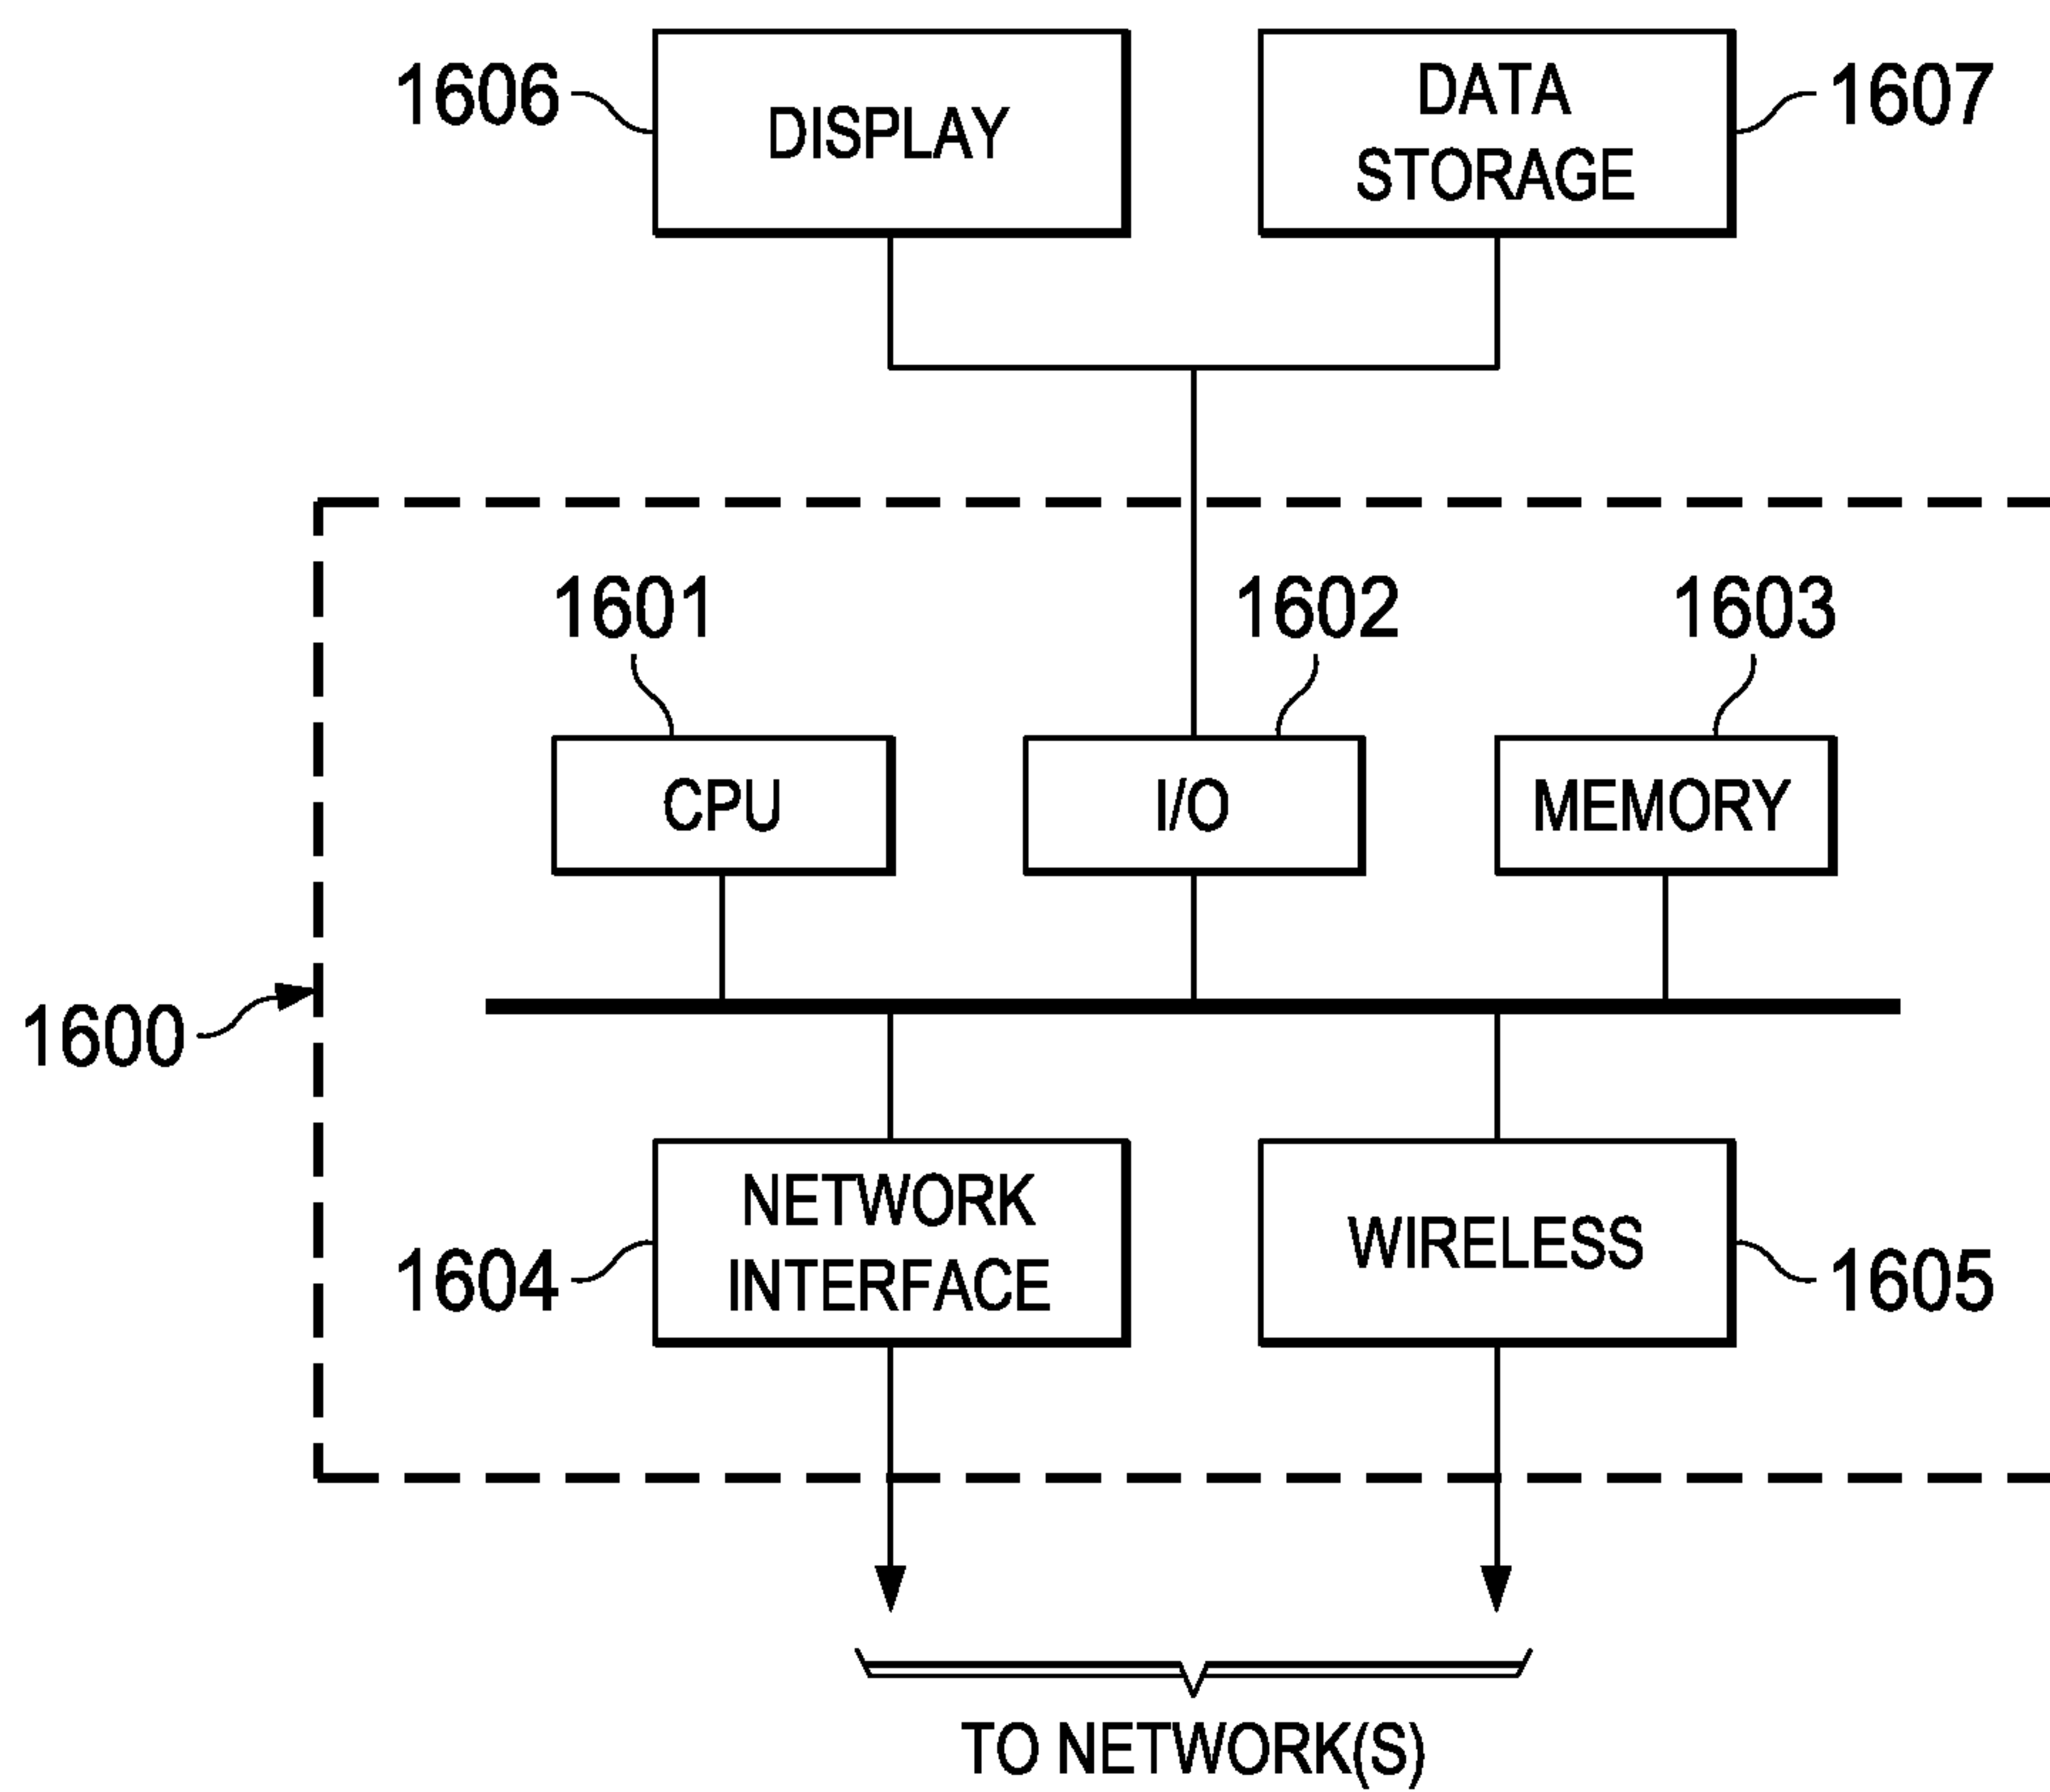 1606
DISPLAY
DATA
STORAGE
1607
1601
1602
1603
CPU
I/O
MEMORY
1600
NETWORK
INTERFACE
1604
WIRELESS
1605
TO NETWORK(S)